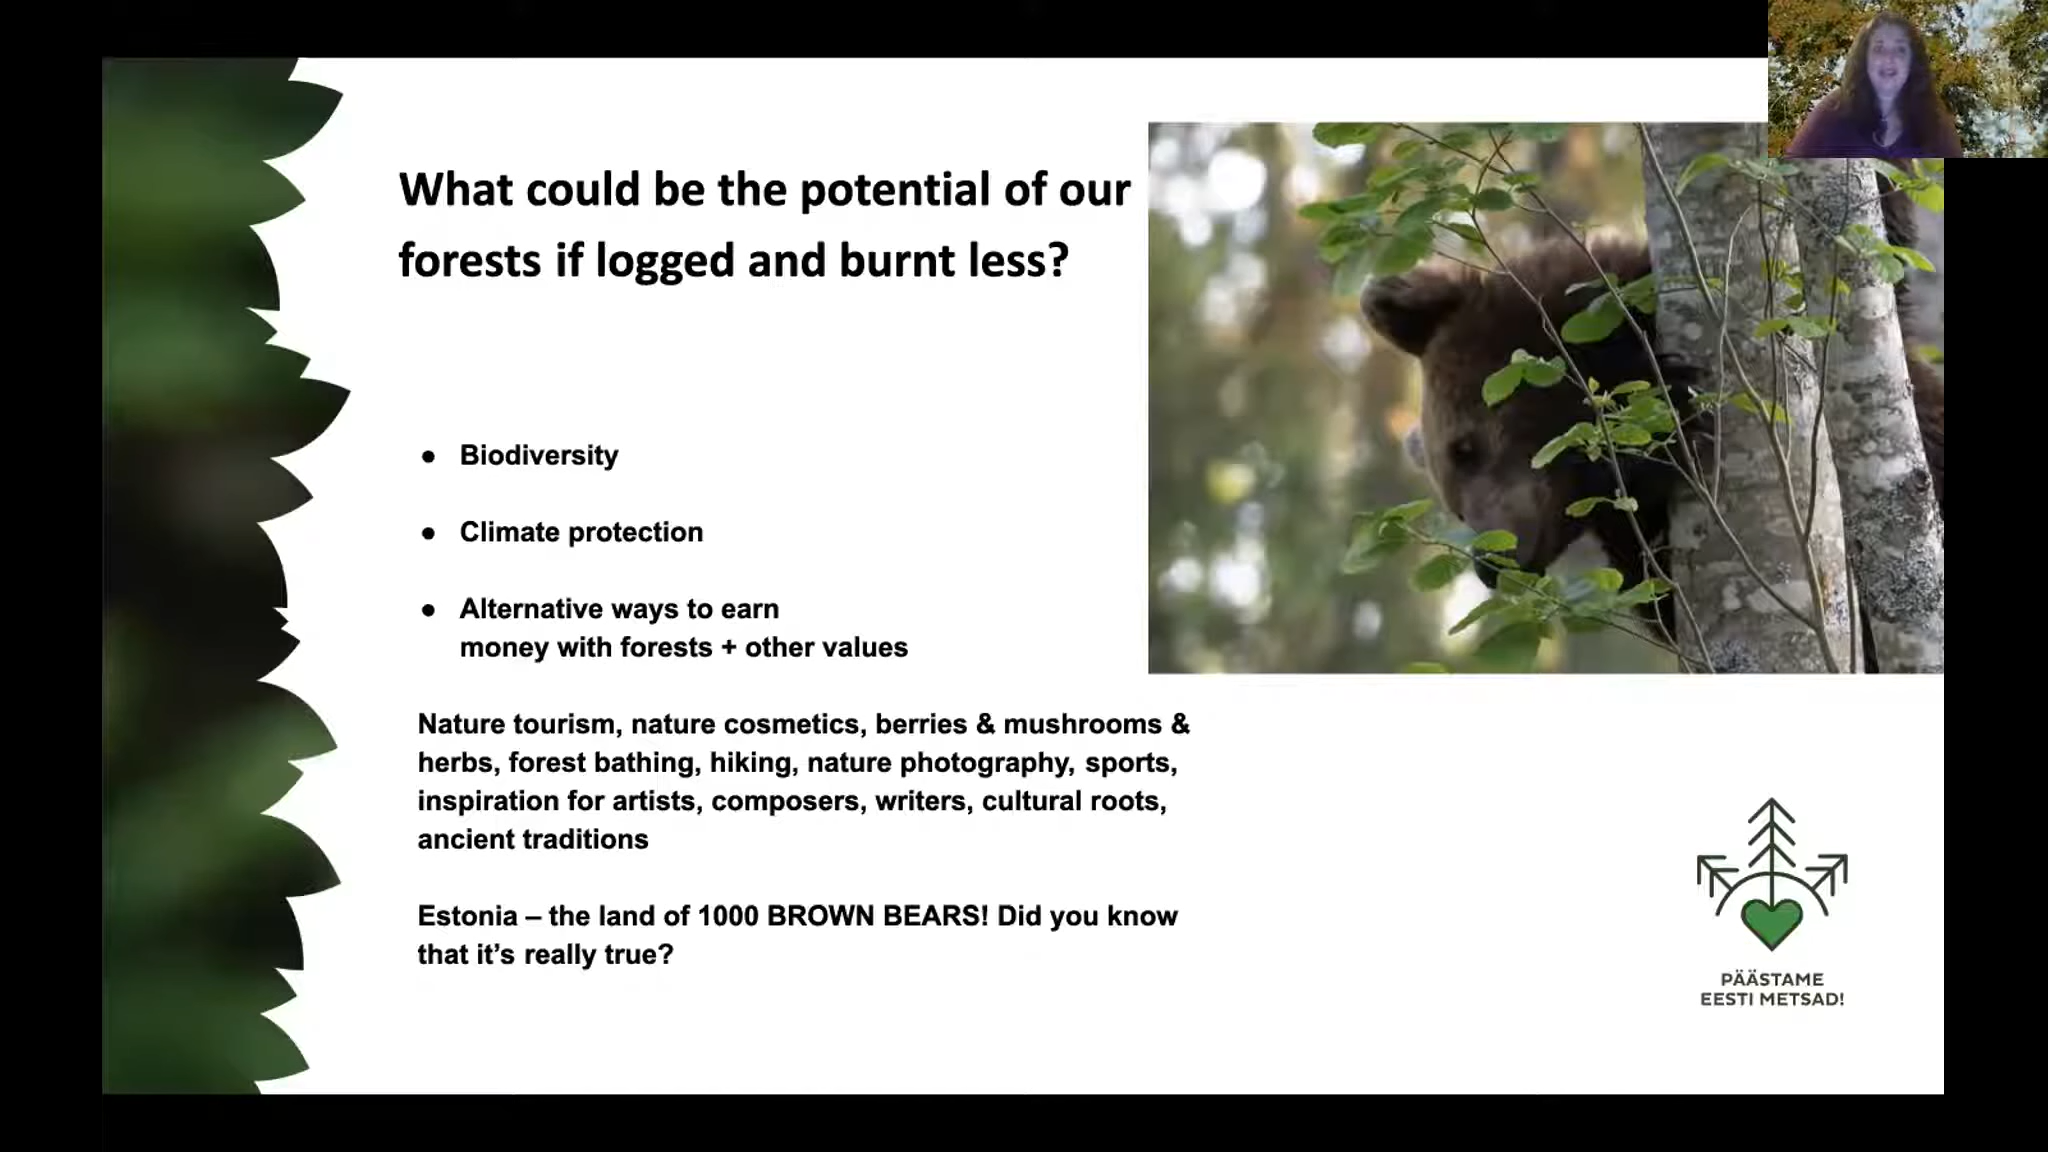 What could be the potential of our
forests if logged and burnt less?
● Biodiversity
● Climate protection
● Alternative ways to earn
money with forests + other values
Nature tourism, nature cosmetics, berries & mushrooms &
herbs, forest bathing, hiking, nature photography, sports,
inspiration for artists, composers, writers, cultural roots,
ancient traditions
Estonia – the land of 1000 BROWN BEARS! Did you know
that it’s really true?
PÄÄSTAME
EESTI METSAD!